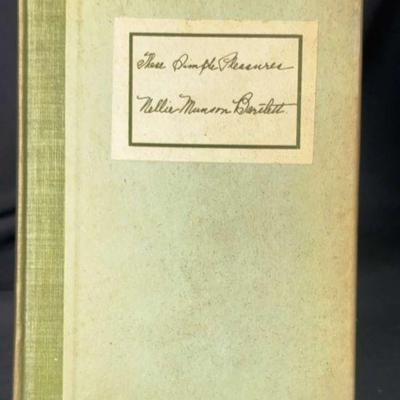 These Simple Pleasures
Nellie Munson Bartlett